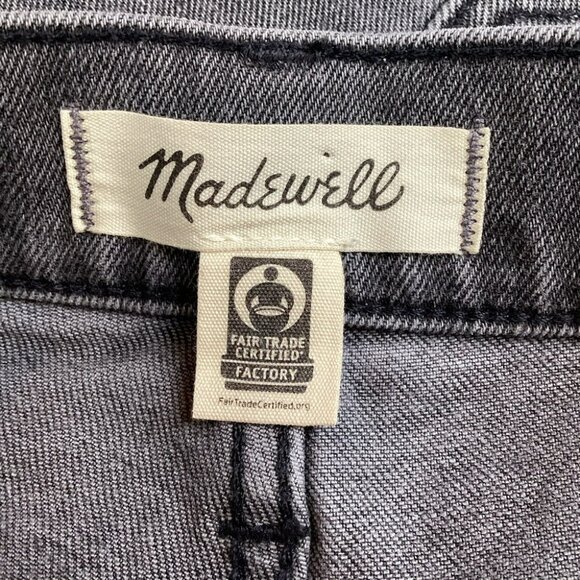 Madewell
FAIR TRADE
CERTIFIED
FACTORY
FairTradeCertified.org